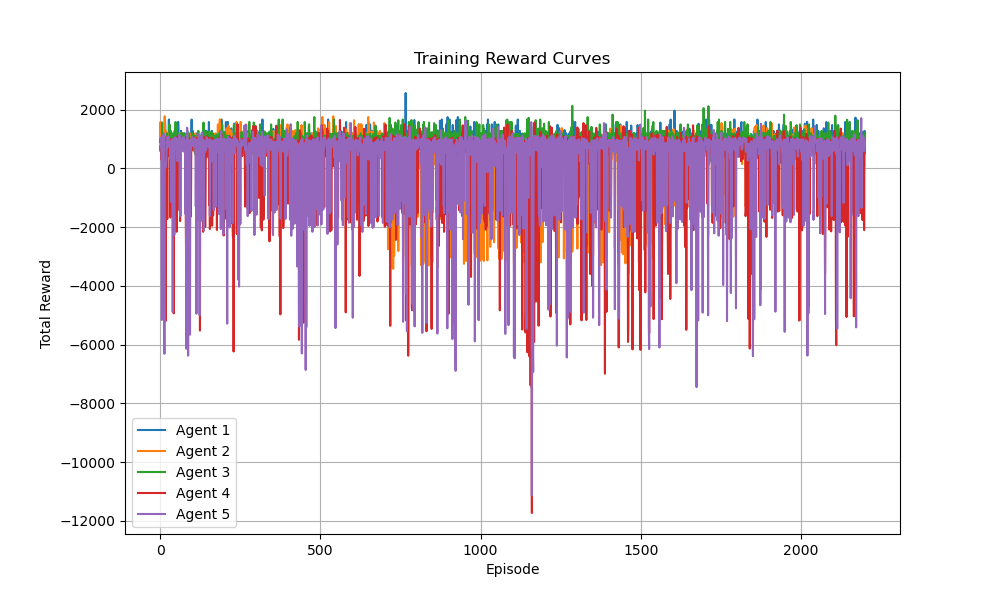 Training Reward Curves
Total Reward
2000
0
−2000
−4000
−6000
−8000
−10000
−12000
Agent 1
Agent 2
Agent 3
Agent 4
Agent 5
0
500
1000
1500
2000
Episode